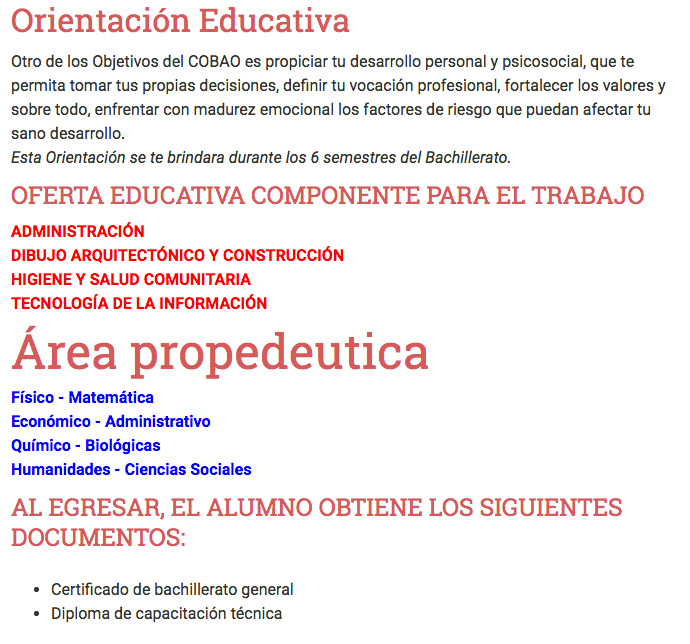 Orientación Educativa
Otro de los Objetivos del COBAO es propiciar tu desarrollo personal y psicosocial, que te
permita tomar tus propias decisiones, definir tu vocación profesional, fortalecer los valores y
sobre todo, enfrentar con madurez emocional los factores de riesgo que puedan afectar tu
sano desarrollo.
Esta Orientación se te brindara durante los 6 semestres del Bachillerato.
OFERTA EDUCATIVA COMPONENTE PARA EL TRABAJO
ADMINISTRACIÓN
DIBUJO ARQUITECTÓNICO Y CONSTRUCCIÓN
HIGIENE Y SALUD COMUNITARIA
TECNOLOGÍA DE LA INFORMACIÓN
Área propedeutica
Físico - Matemática
Económico - Administrativo
Químico - Biológicas
Humanidades - Ciencias Sociales
AL EGRESAR, EL ALUMNO OBTIENE LOS SIGUIENTES
DOCUMENTOS:
• Certificado de bachillerato general
• Diploma de capacitación técnica